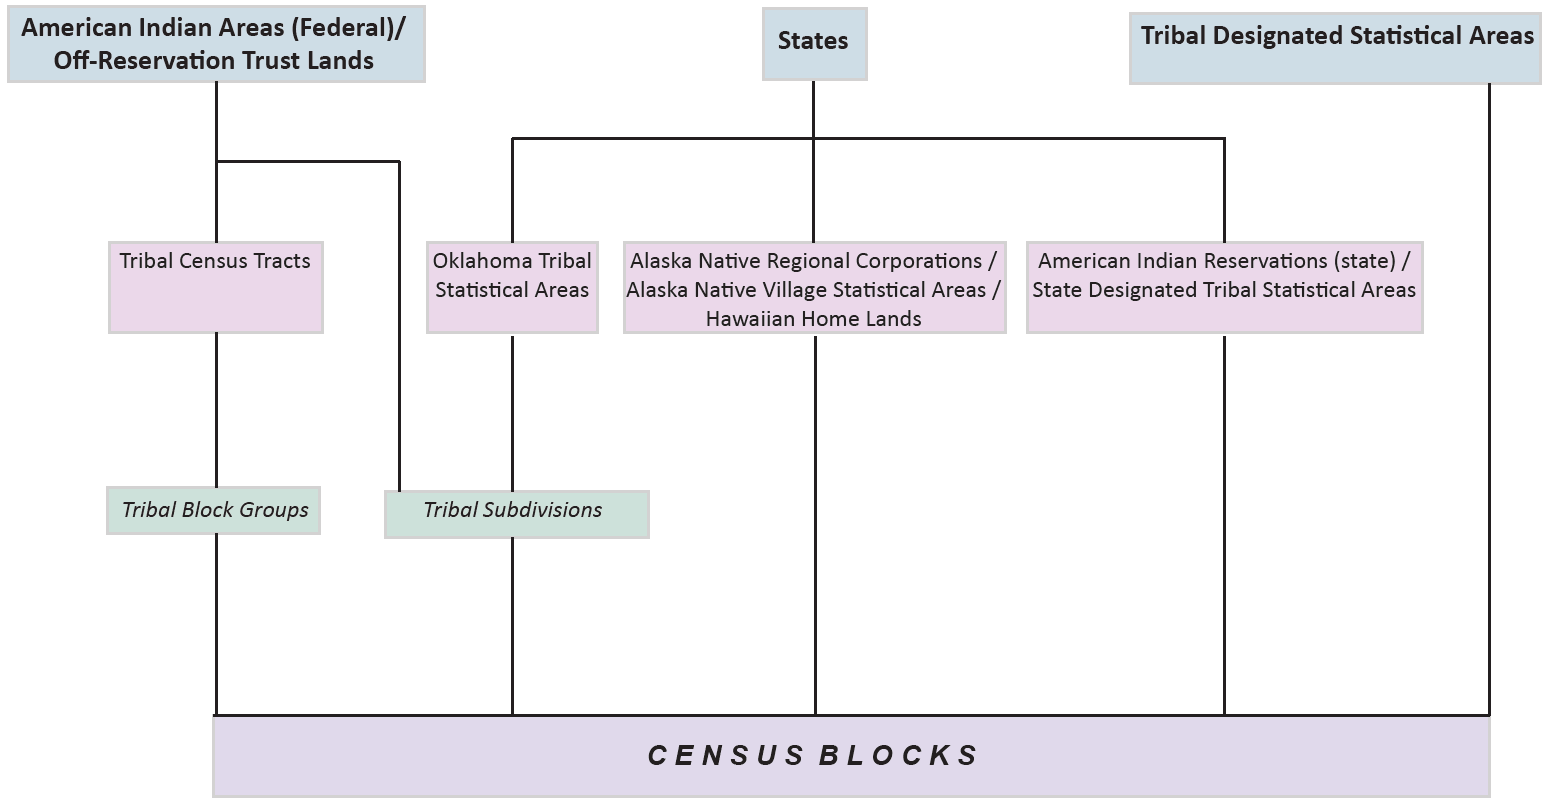 American Indian Areas (Federal)/
Off-Reservation Trust Lands
States
Tribal Designated Statistical Areas
Tribal Census Tracts
Oklahoma Tribal
Statistical Areas
Alaska Native Regional Corporations /
Alaska Native Village Statistical Areas /
Hawaiian Home Lands
American Indian Reservations (state) /
State Designated Tribal Statistical Areas
Tribal Block Groups
Tribal Subdivisions
CENSUS BLOCKS